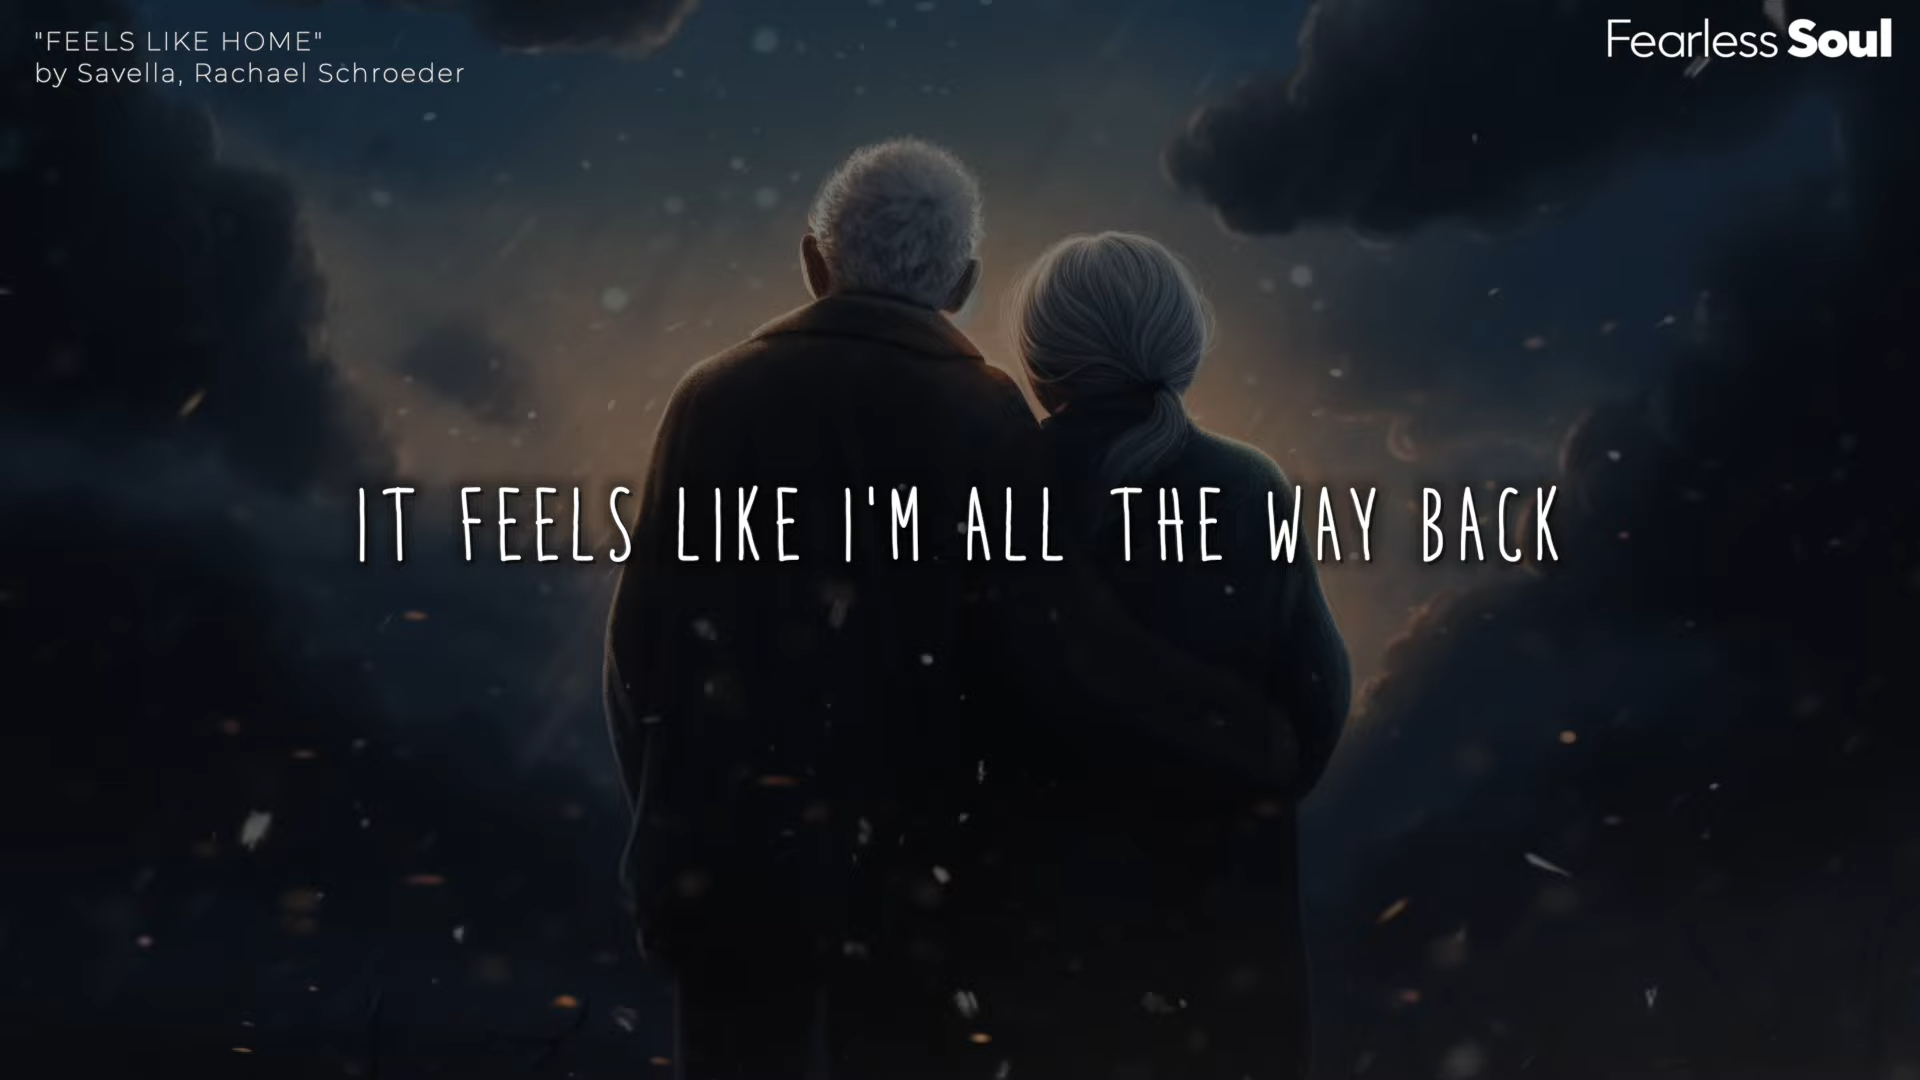 "FEELS LIKE HOME"
by Savella, Rachael Schroeder
Fearless Soul
IT FEELS LIKE I'M ALL THE WAY BACK